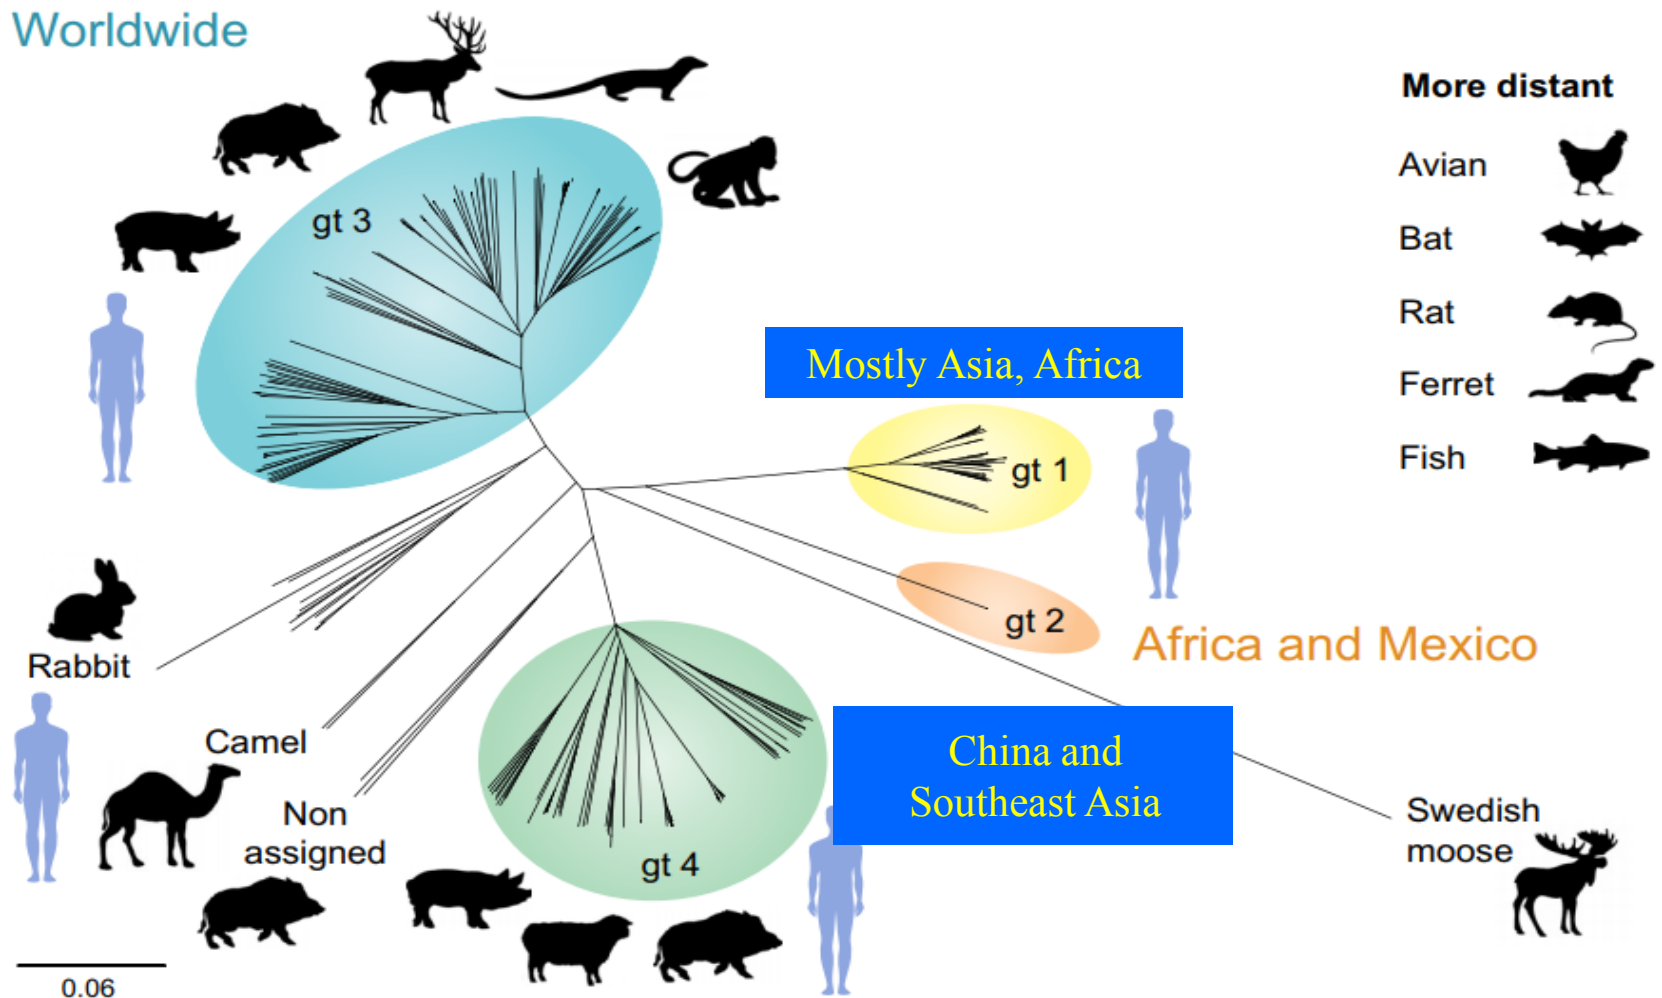 Worldwide
More distant
Avian
Bat
Rat
Ferret
Fish
gt 3
Mostly Asia, Africa
gt 1
gt 2
Africa and Mexico
Rabbit
Camel
Non
assigned
gt 4
China and
Southeast Asia
Swedish
moose
0.06